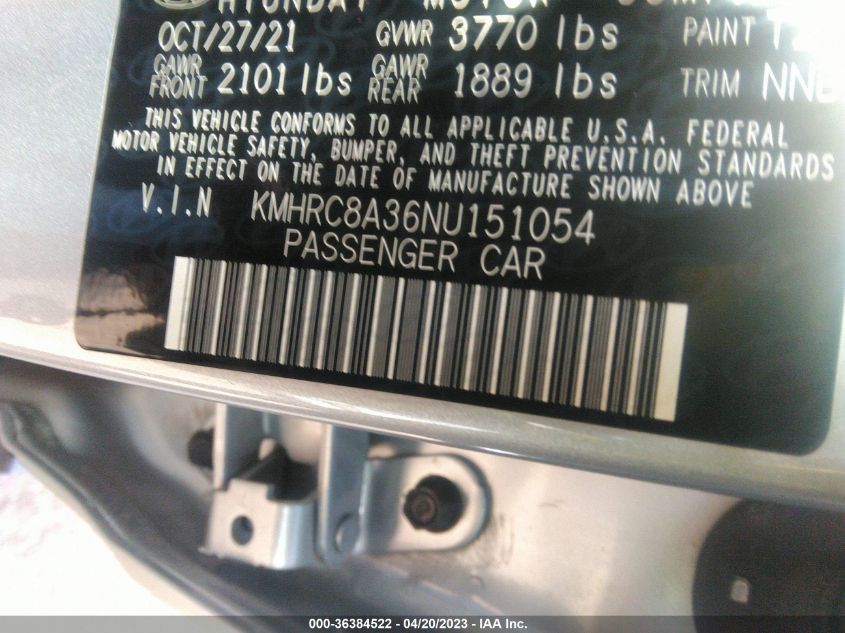 HYUNDAI MOTOR
OCT/27/21 GVWR 3770 lbs PAINT
GAWR FRONT 2101 lbs GAWR REAR 1889 lbs TRIM
THIS VEHICLE CONFORMS TO ALL APPLICABLE U.S.A. FEDERAL
MOTOR VEHICLE SAFETY, BUMPER, AND THEFT PREVENTION STANDARDS
IN EFFECT ON THE DATE OF MANUFACTURE SHOWN ABOVE
V.I.N KMHRC8A36NU151054
PASSENGER CAR
000-36384522 - 04/20/2023 - IAA Inc.